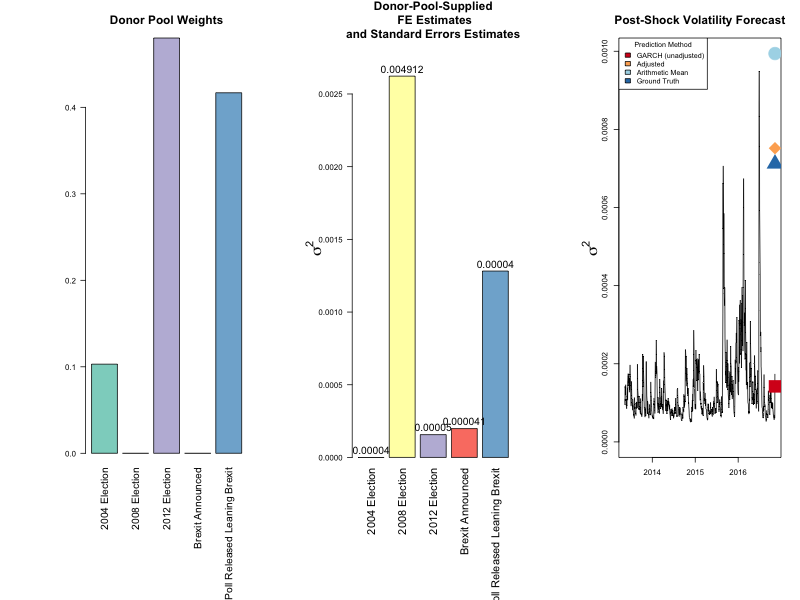 Donor Pool Weights
0.0
0.1
0.2
0.3
0.4
2004 Election
2008 Election
2012 Election
Brexit Announced
Poll Released Leaning Brexit
Donor-Pool-Supplied
FE Estimates
and Standard Errors Estimates
σ2
0.0000
0.0005
0.0010
0.0015
0.0020
0.0025
0.00004
0.004912
0.00005
0.000041
0.00004
2004 Election
2008 Election
2012 Election
Brexit Announced
oll Released Leaning Brexit
Post-Shock Volatility Forecast
σ2
0.0000
0.0002
0.0004
0.0006
0.0008
0.0010
Prediction Method
GARCH (unadjusted)
Adjusted
Arithmetic Mean
Ground Truth
2014
2015
2016